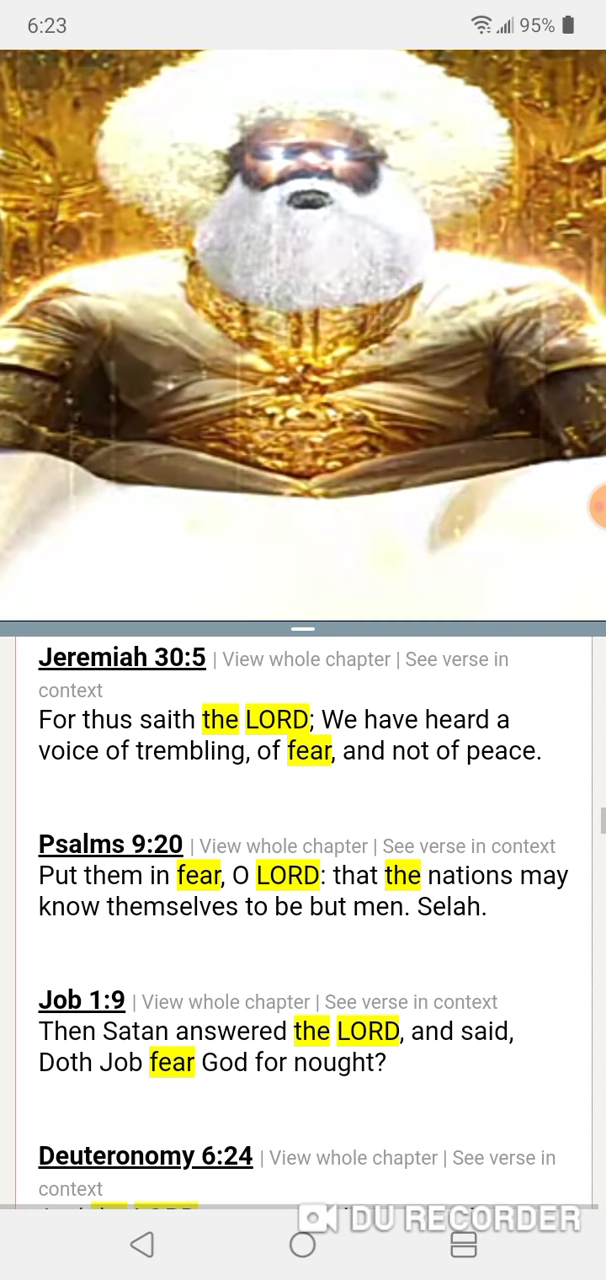 6:23 95%
Jeremiah 30:5 | View whole chapter | See verse in
context
For thus saith the LORD; We have heard a
voice of trembling, of fear, and not of peace.
Psalms 9:20 | View whole chapter | See verse in context
Put them in fear, O LORD: that the nations may
know themselves to be but men. Selah.
Job 1:9 | View whole chapter | See verse in context
Then Satan answered the LORD, and said,
Doth Job fear God for nought?
Deuteronomy 6:24 | View whole chapter | See verse in
context
DU RECORDER